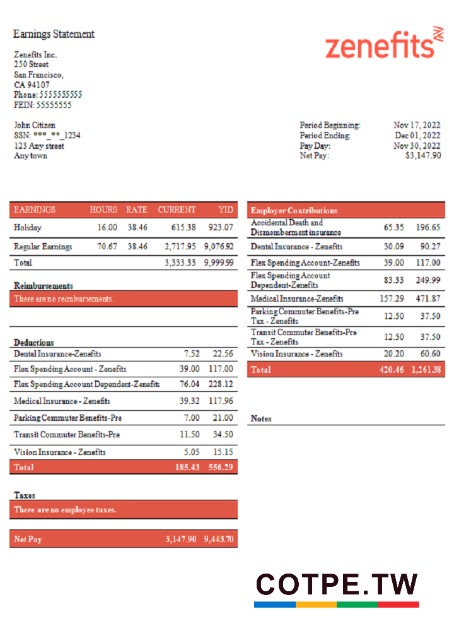 Earnings Statement
zenefits
Zenefits Inc.
250 Street
San Francisco,
CA 94107
Phone: 5555555555
FEIN: 55555555
John Citizen
SSN: ***_**_1234
123 Any street
Any town
Period Beginning: Nov 17, 2022
Period Ending: Dec 01, 2022
Pay Day: Nov 30, 2022
Net Pay: $3,147.90
EARNINGS HOURS RATE CURRENT YTD
Holiday 16.00 38.46 615.38 923.07
Regular Earnings 70.67 38.46 2,717.95 9,076.92
Total 3,333.33 9,999.99
Reimbursements
There are no reimbursements.
Deductions
Dental Insurance-Zenefits 7.52 22.56
Flex Spending Account - Zenefits 39.00 117.00
Flex Spending Account Dependent-Zenefits 76.04 228.12
Medical Insurance - Zenefits 39.32 117.96
Parking Commuter Benefits-Pre 7.00 21.00
Transit Commuter Benefits-Pre 11.50 34.50
Vision Insurance - Zenefits 5.05 15.15
Total 185.43 556.29
Taxes
There are no employee taxes.
Net Pay 3,147.90 9,443.70
Employer Contributions
Accidental Death and
Dismemberment insurance 65.35 196.65
Dental Insurance - Zenefits 30.09 90.27
Flex Spending Account-Zenefits 39.00 117.00
Flex Spending Account
Dependent-Zenefits 83.33 249.99
Medical Insurance-Zenefits 157.29 471.87
Parking Commuter Benefits-Pre
Tax - Zenefits 12.50 37.50
Transit Commuter Benefits-Pre
Tax - Zenefits 12.50 37.50
Vision Insurance - Zenefits 20.20 60.60
Total 420.46 1,261.38
Notes
COTPE.TW